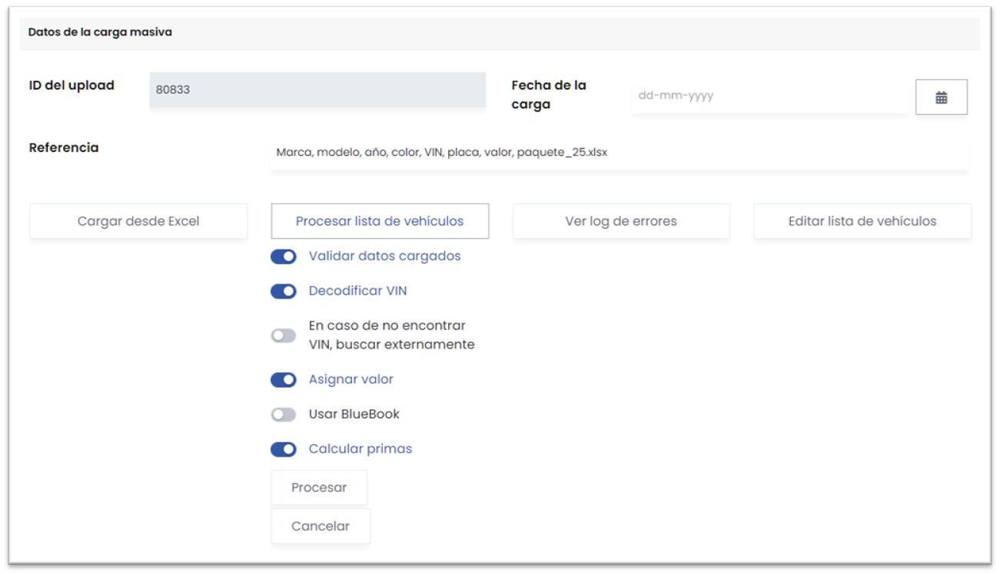 Datos de la carga masiva
ID del upload
80833
Fecha de la
carga
dd-mm-yyyy
Referencia
Marca, modelo, año, color, VIN, placa, valor, paquete_25.xlsx
Cargar desde Excel
Procesar lista de vehículos
Ver log de errores
Editar lista de vehículos
Validar datos cargados
Decodificar VIN
En caso de no encontrar
VIN, buscar externamente
Asignar valor
Usar BlueBook
Calcular primas
Procesar
Cancelar